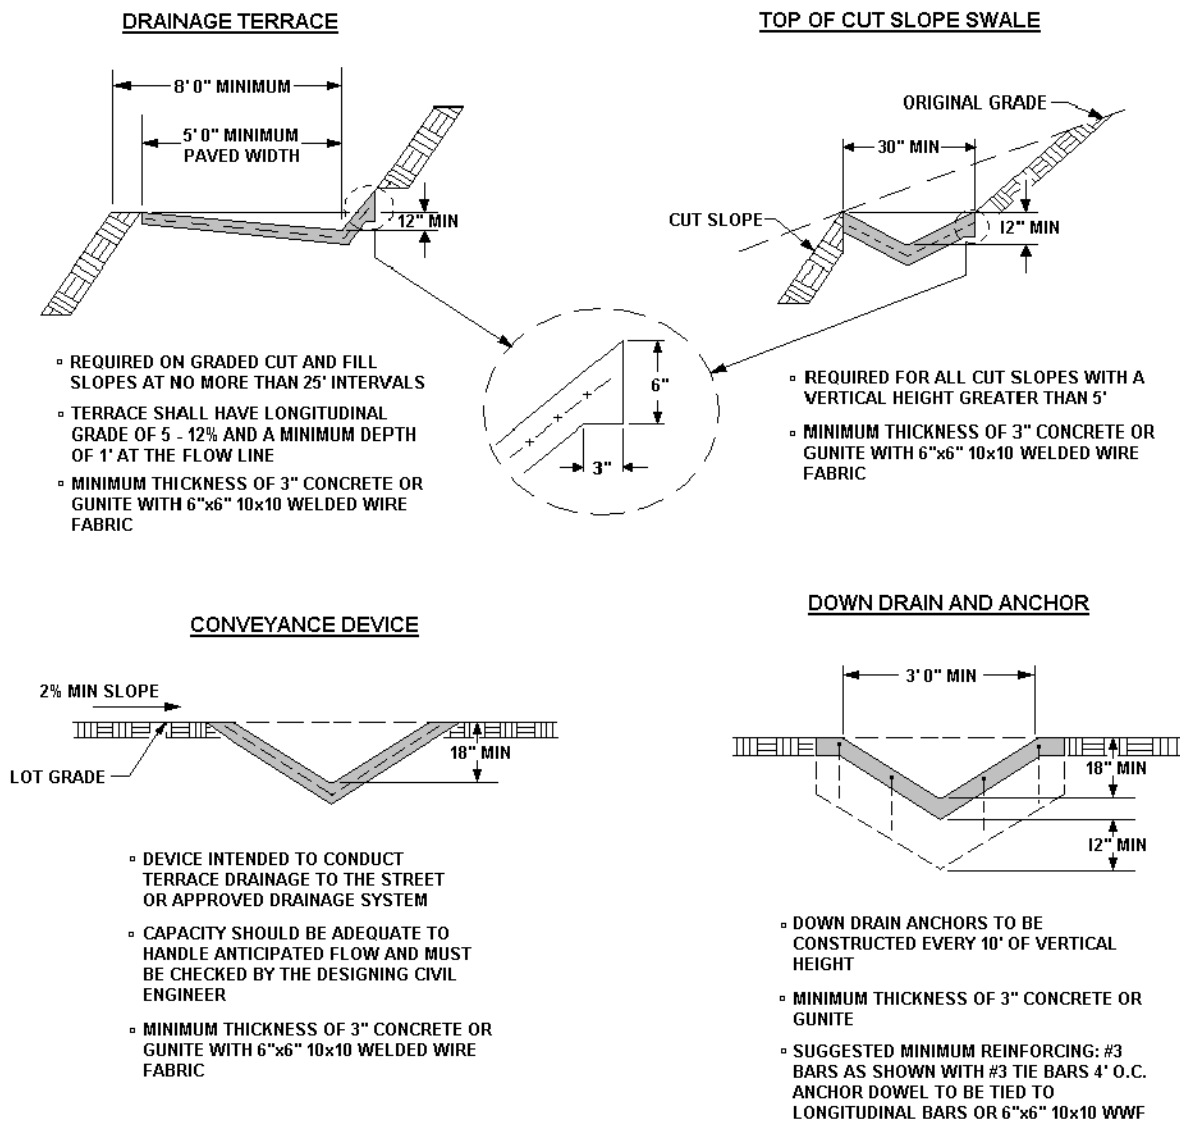 DRAINAGE TERRACE
8'0" MINIMUM
5'0" MINIMUM
PAVED WIDTH
12" MIN
▫ REQUIRED ON GRADED CUT AND FILL
SLOPES AT NO MORE THAN 25' INTERVALS
▫ TERRACE SHALL HAVE LONGITUDINAL
GRADE OF 5 - 12% AND A MINIMUM DEPTH
OF 1' AT THE FLOW LINE
▫ MINIMUM THICKNESS OF 3" CONCRETE OR
GUNITE WITH 6"x6" 10x10 WELDED WIRE
FABRIC
6"
3"
TOP OF CUT SLOPE SWALE
ORIGINAL GRADE
30" MIN
CUT SLOPE
12" MIN
▫ REQUIRED FOR ALL CUT SLOPES WITH A
VERTICAL HEIGHT GREATER THAN 5'
▫ MINIMUM THICKNESS OF 3" CONCRETE OR
GUNITE WITH 6"x6" 10x10 WELDED WIRE
FABRIC
CONVEYANCE DEVICE
2% MIN SLOPE
18" MIN
LOT GRADE
▫ DEVICE INTENDED TO CONDUCT
TERRACE DRAINAGE TO THE STREET
OR APPROVED DRAINAGE SYSTEM
▫ CAPACITY SHOULD BE ADEQUATE TO
HANDLE ANTICIPATED FLOW AND MUST
BE CHECKED BY THE DESIGNING CIVIL
ENGINEER
▫ MINIMUM THICKNESS OF 3" CONCRETE OR
GUNITE WITH 6"x6" 10x10 WELDED WIRE
FABRIC
DOWN DRAIN AND ANCHOR
3'0" MIN
18" MIN
12" MIN
▫ DOWN DRAIN ANCHORS TO BE
CONSTRUCTED EVERY 10' OF VERTICAL
HEIGHT
▫ MINIMUM THICKNESS OF 3" CONCRETE OR
GUNITE
▫ SUGGESTED MINIMUM REINFORCING: #3
BARS AS SHOWN WITH #3 TIE BARS 4' O.C.
ANCHOR DOWEL TO BE TIED TO
LONGITUDINAL BARS OR 6"x6" 10x10 WWF